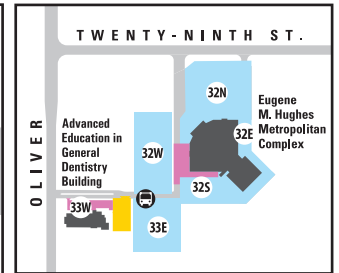 TWENTY-NINTH ST.
32N
Eugene
M. Hughes
Metropolitan
Complex
32E
OLIVER
Advanced
Education in
General
Dentistry
Building
32W
32S
33W
33E